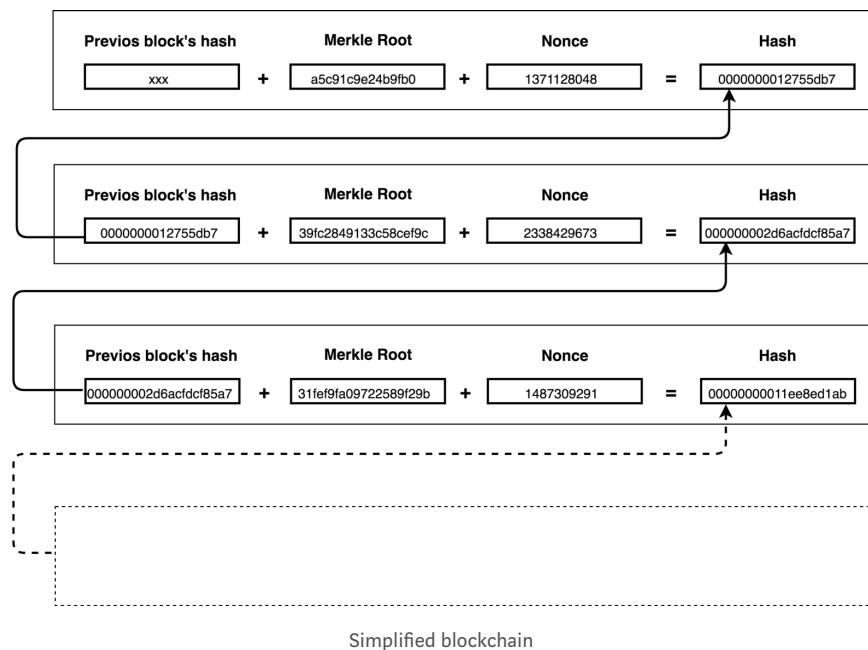 Previos block's hash Merkle Root Nonce Hash
xxx + a5c91c9e24b9fb0 + 1371128048 = 0000000012755db7
Previos block's hash Merkle Root Nonce Hash
0000000012755db7 + 39fc2849133c58cef9c + 2338429673 = 000000002d6acfdcf85a7
Previos block's hash Merkle Root Nonce Hash
000000002d6acfdcf85a7 + 31fef9fa09722589f29b + 1487309291 = 00000000011ee8ed1ab
Simplified blockchain